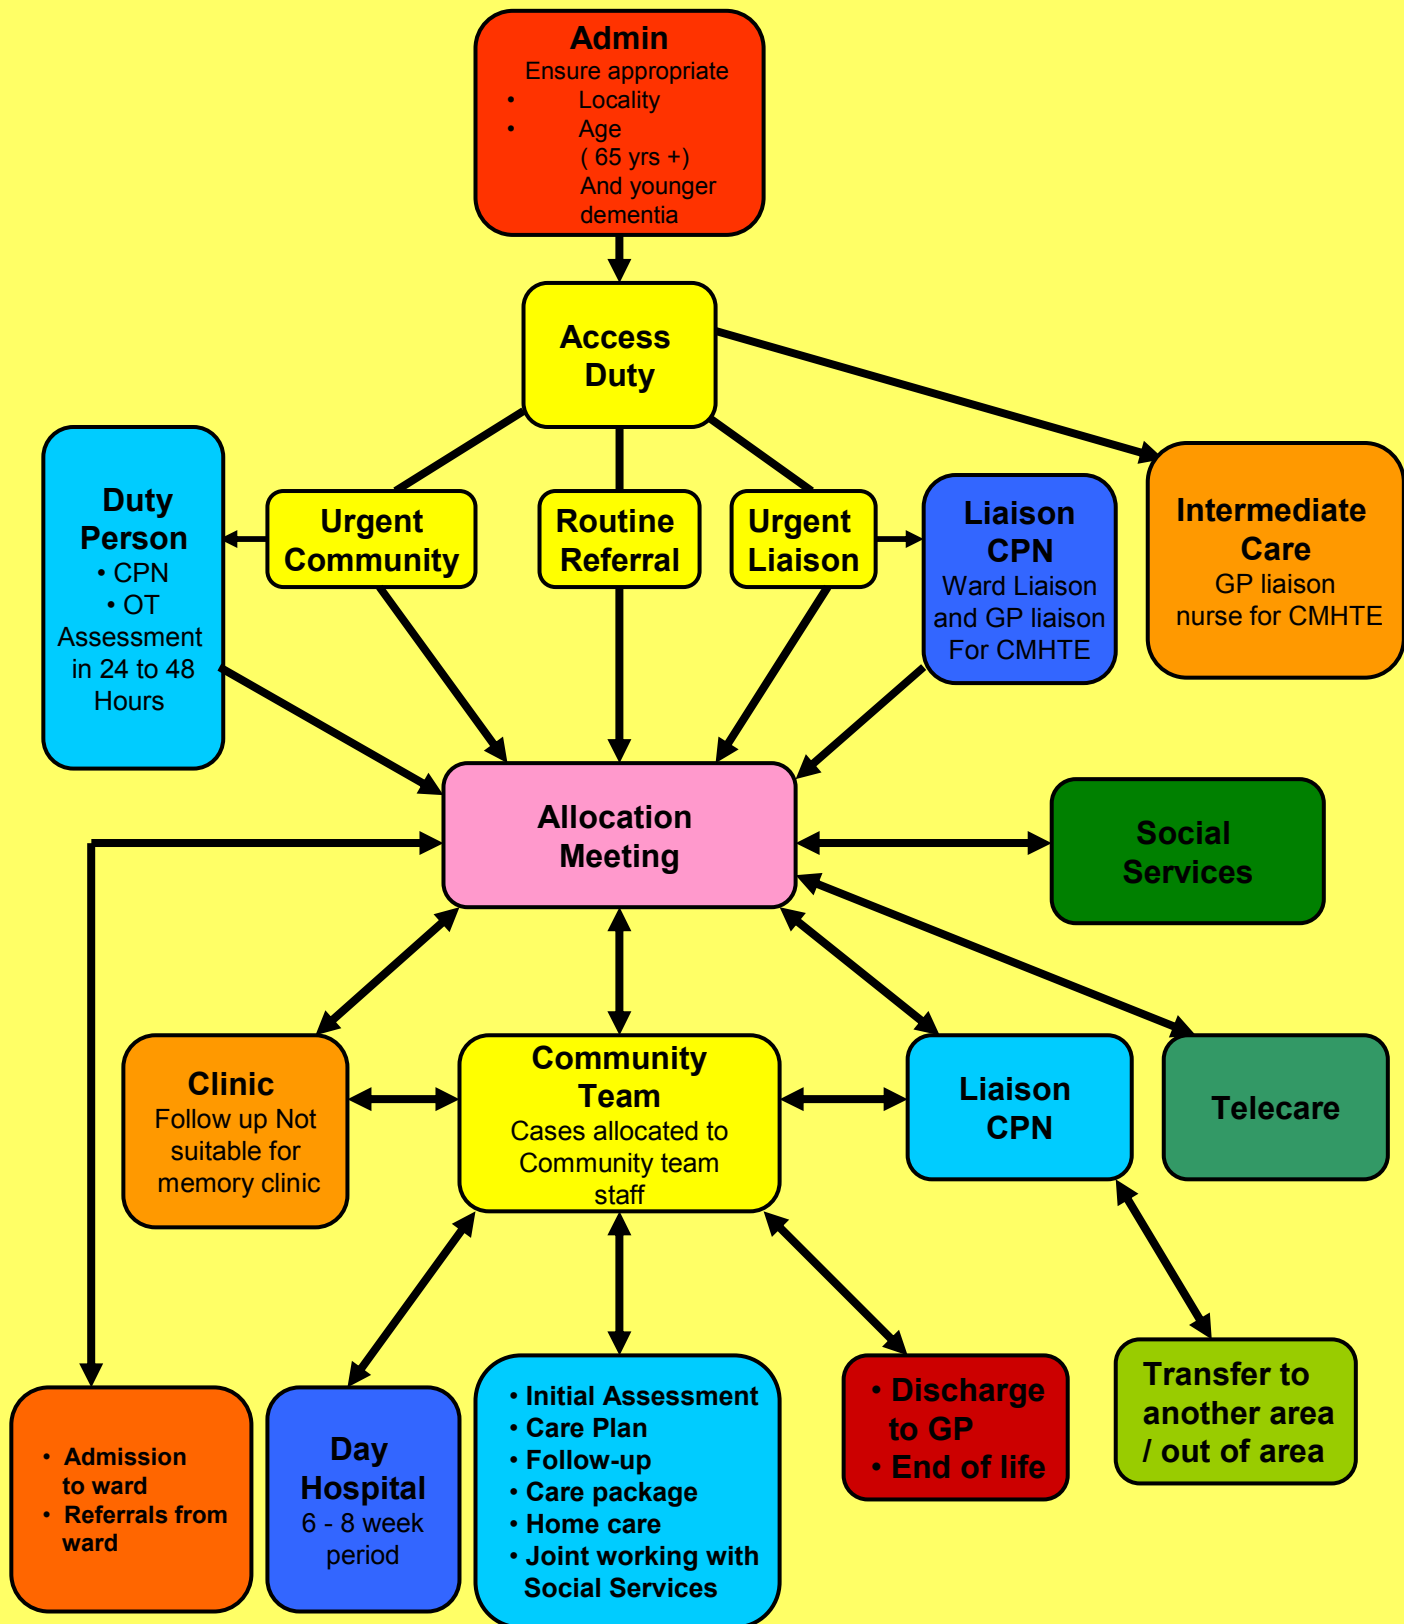 Admin
Ensure appropriate
• Locality
• Age
( 65 yrs +)
And younger
dementia
Access
Duty
Duty
Person
• CPN
• OT
Assessment
in 24 to 48
Hours
Urgent
Community
Routine
Referral
Urgent
Liaison
Liaison
CPN
Ward Liaison
and GP liaison
For CMHTE
Intermediate
Care
GP liaison
nurse for CMHTE
Allocation
Meeting
Social
Services
Clinic
Follow up Not
suitable for
memory clinic
Community
Team
Cases allocated to
Community team
staff
Liaison
CPN
Telecare
• Admission
to ward
• Referrals from
ward
Day
Hospital
6 - 8 week
period
• Initial Assessment
• Care Plan
• Follow-up
• Care package
• Home care
• Joint working with
Social Services
• Discharge
to GP
• End of life
Transfer to
another area
/ out of area